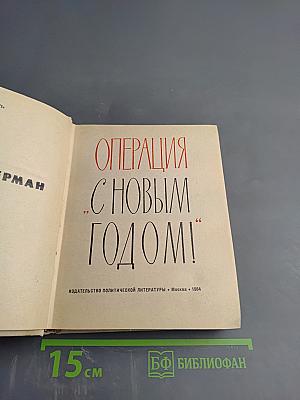 ЕРМАН
ОПЕРАЦИЯ
„С НОВЫМ
ГОДОМ!“
ИЗДАТЕЛЬСТВО ПОЛИТИЧЕСКОЙ ЛИТЕРАТУРЫ • Москва • 1964
15 СМ
БФ БИБЛИОФАН